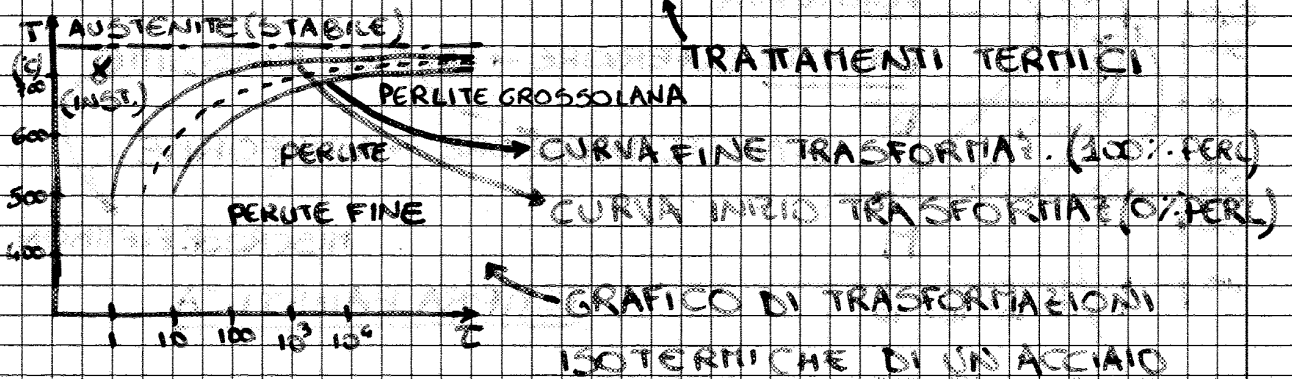 T AUSTENITE (STABILE)
(°C) γ
(INST.)
TRATTAMENTI TERMICI
700
PERLITE GROSSOLANA
600
PERLITE
CURVA FINE TRASFORMAZ. (100% PERL)
500
PERLITE FINE
CURVA INIZIO TRASFORMAZ (0% PERL)
400
GRAFICO DI TRASFORMAZIONI
1 10 100 10³ 10⁴ τ
ISOTERMICHE DI UN ACCIAIO